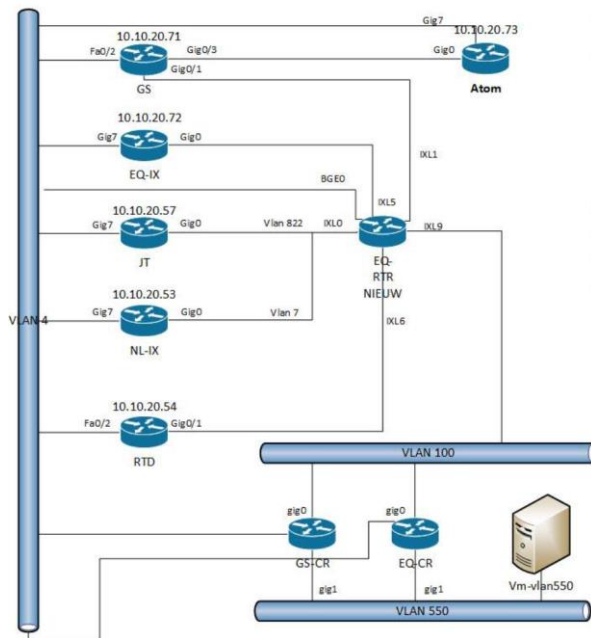 Gig7
10.10.20.73
10.10.20.71
Fa0/2
Gig0/3
Gig0
Gig0/1
GS
Atom
10.10.20.72
Gig7
Gig0
EQ-IX
IXL1
BGE0
IXL5
10.10.20.57
Gig7
Gig0
Vlan 822
IXL0
IXL9
JT
EQ-
RTR
NIEUW
10.10.20.53
VLAN 4
Gig7
Gig0
Vlan 7
NL-IX
IXL6
10.10.20.54
Fa0/2
Gig0/1
RTD
VLAN 100
gig0
gig0
GS-CR
EQ-CR
Vm-vlan550
gig1
gig1
VLAN 550